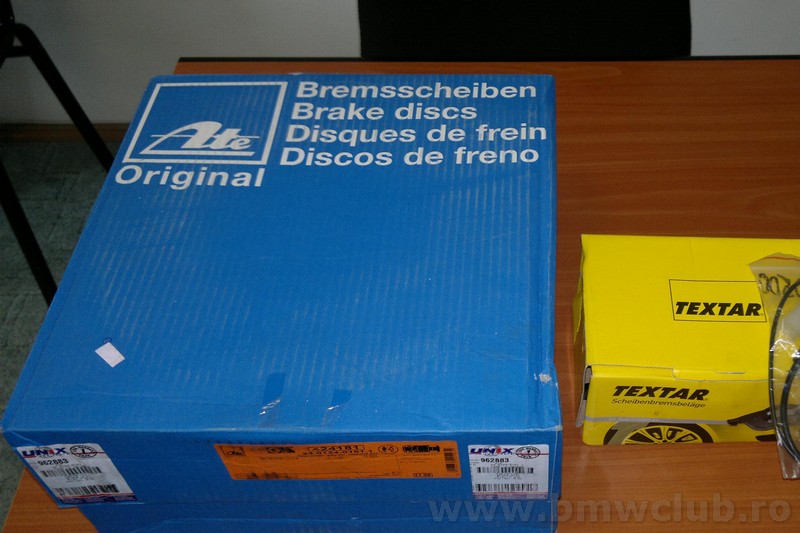 Ate
Original
Bremsscheiben
Brake discs
Disques de frein
Discos de freno
TEXTAR
TEXTAR
Scheibenbremsbeläge
UNIX
962883
UNIX
962883
www.bmwclub.ro